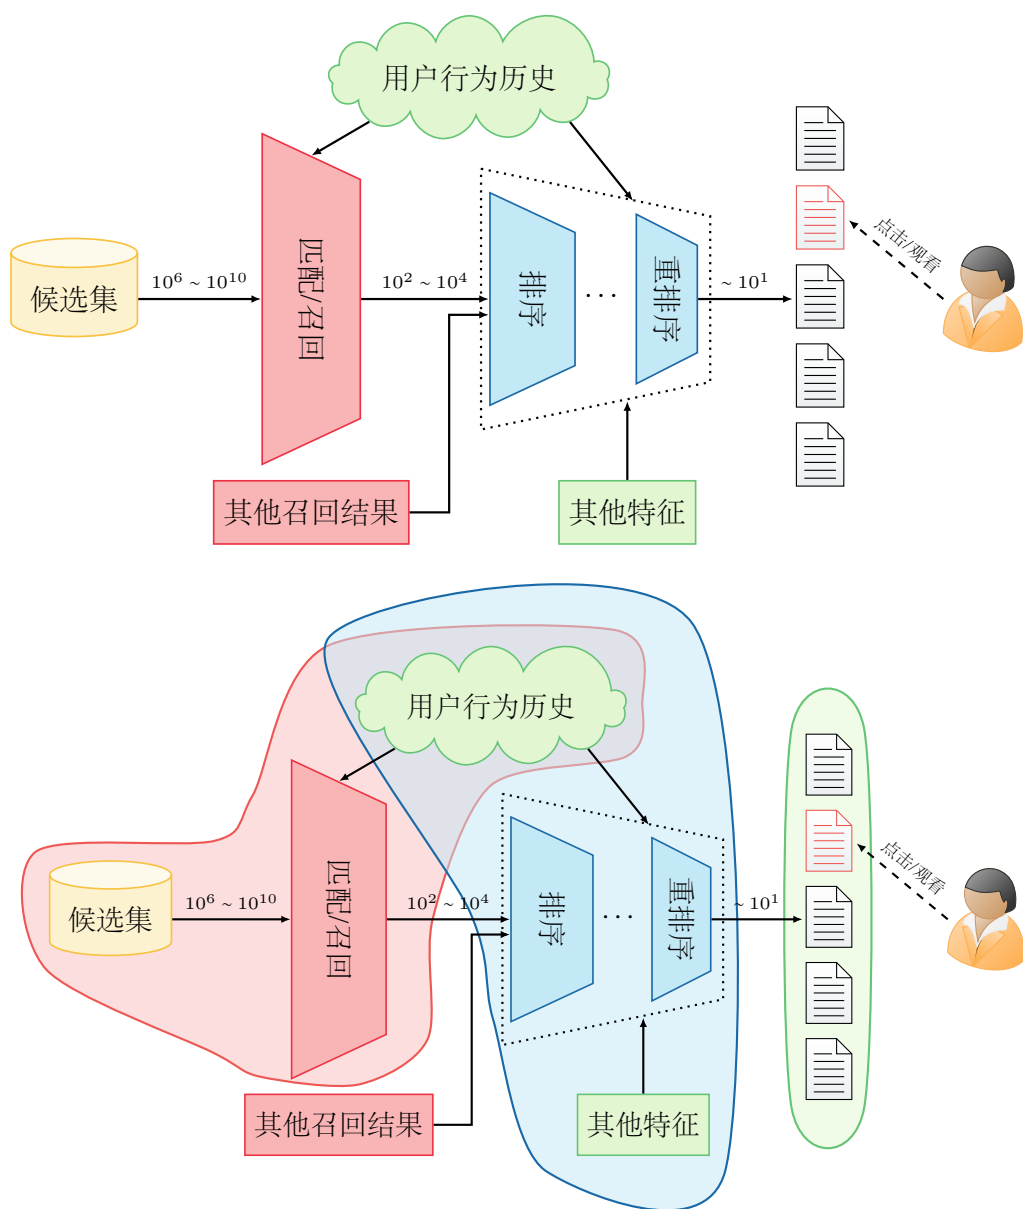 用户行为历史
候选集
10⁶ ~ 10¹⁰
匹配/召回
10² ~ 10⁴
排序
···
重排序
~ 10¹
点击/观看
其他召回结果
其他特征
用户行为历史
候选集
10⁶ ~ 10¹⁰
匹配/召回
10² ~ 10⁴
排序
···
重排序
~ 10¹
点击/观看
其他召回结果
其他特征